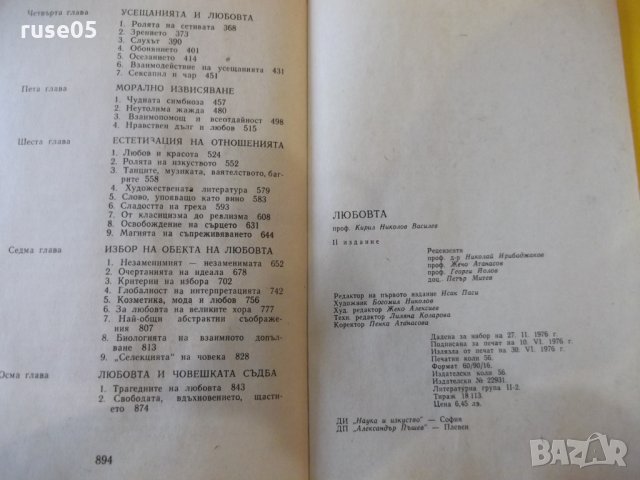 ruse05
Четвърта глава УСЕЩАНИЯТА И ЛЮБОВТА
1. Ролята на сетивата 368
2. Зрението 373
3. Слухът 390
4. Обонянието 401
5. Осезанието 414
6. Взаимодействие на усещанията 431
7. Сексапил и чар 451
Пета глава МОРАЛНО ИЗВИСЯВАНЕ
1. Чудната симбиоза 457
2. Неутолима жажда 480
3. Взаимопомощ и всеотдайност 498
4. Нравствен дълг и любов 515
Шеста глава ЕСТЕТИЗАЦИЯ НА ОТНОШЕНИЯТА
1. Любов и красота 524
2. Ролята на изкуството 552
3. Танците, музиката, ваятелството, баг-
рите 558
4. Художествената литература 579
5. Слово, упояващо като вино 583
6. Сладостта на греха 593
7. От класицизма до реализма 608
8. Освобождение на сърцето 631
9. Магията на съпреживяването 644
Седма глава ИЗБОР НА ОБЕКТА НА ЛЮБОВТА
1. Незаменимият — незаменимата 652
2. Очертанията на идеала 678
3. Критерии на избора 702
4. Глобалност на интерпретацията 742
5. Козметика, мода и любов 756
6. За любовта на великите хора 777
7. Най-общи абстрактни съображе-
ния 807
8. Биологията на взаимното допъл-
ване 813
9. „Селекцията“ на човека 828
Осма глава ЛЮБОВТА И ЧОВЕШКАТА СЪДБА
1. Трагедиите на любовта 843
2. Свободата, вдъхновението, щастие-
то 874
894
ЛЮБОВТА
проф. Кирил Николов Василев
II издание
Рецензенти
проф. д-р Николай Ирибаджаков
проф. Жечо Атанасов
проф. Георги Йолов
доц. Петър Митев
Редактор на първото издание Исак Паси
Художник Богомил Николов
Худ. редактор Жеко Алексиев
Техн. редактор Лиляна Коларова
Коректор Пенка Атанасова
Дадена за набор на 27. II. 1976 г.
Подписана за печат на 10. VI. 1976 г.
Излязла от печат на 30. VI. 1976 г.
Печатни коли 56.
Формат 60/90/16.
Издателски коли 56.
Издателски № 22931
Литературна група II-2.
Тираж 18 113.
Цена 6,45 лв.
ДИ „Наука и изкуство“ — София
ДП „Александър Пъшев“ — Плевен
BAZAR
.bg